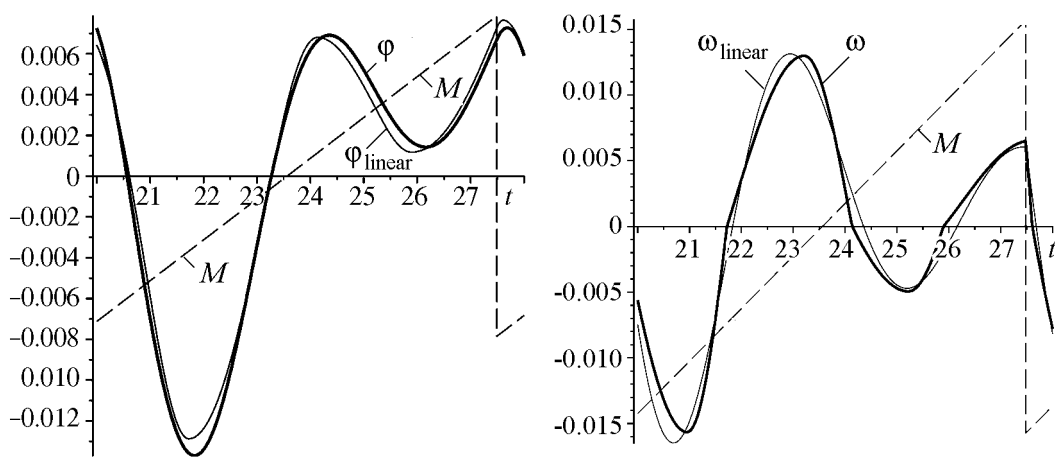 0.006
0.004
0.002
0
−0.002
−0.004
−0.006
−0.008
0.010
−0.012
φ
M
φlinear
M
21 22 23 24 25 26 27 t
0.015
0.010
0.005
0
-0.005
-0.010
-0.015
ωlinear
ω
M
21 22 23 24 25 26 27 t